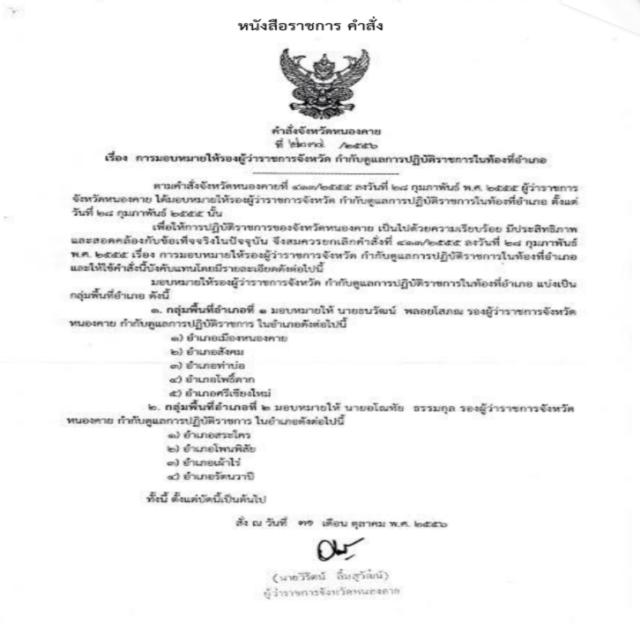 หนังสือราชการ คำสั่ง
คำสั่งจังหวัดหนองคาย
ที่ /๒๕๕๖
เรื่อง การมอบหมายให้รองผู้ว่าราชการจังหวัด กำกับดูแลการปฏิบัติราชการในท้องที่อำเภอ
ตามคำสั่งจังหวัดหนองคายที่ ๔๑๓/๒๕๕๕ ลงวันที่ ๒๘ กุมภาพันธ์ พ.ศ. ๒๕๕๕ ผู้ว่าราชการ
จังหวัดหนองคาย ได้มอบหมายให้รองผู้ว่าราชการจังหวัด กำกับดูแลการปฏิบัติราชการในท้องที่อำเภอ ตั้งแต่
วันที่ ๒๘ กุมภาพันธ์ ๒๕๕๕ นั้น
เพื่อให้การปฏิบัติราชการของจังหวัดหนองคาย เป็นไปด้วยความเรียบร้อย มีประสิทธิภาพ
และสอดคล้องกับข้อเท็จจริงในปัจจุบัน จึงสมควรยกเลิกคำสั่งที่ ๔๑๓/๒๕๕๕ ลงวันที่ ๒๘ กุมภาพันธ์
พ.ศ. ๒๕๕๕ เรื่อง การมอบหมายให้รองผู้ว่าราชการจังหวัด กำกับดูแลการปฏิบัติราชการในท้องที่อำเภอ
และให้ใช้คำสั่งนี้บังคับแทนโดยมีรายละเอียดดังต่อไปนี้
มอบหมายให้รองผู้ว่าราชการจังหวัด กำกับดูแลการปฏิบัติราชการในท้องที่อำเภอ แบ่งเป็น
กลุ่มพื้นที่อำเภอ ดังนี้
๑. กลุ่มพื้นที่อำเภอที่ ๑ มอบหมายให้ นายธนวัฒน์ พลอยโสภณ รองผู้ว่าราชการจังหวัด
หนองคาย กำกับดูแลการปฏิบัติราชการ ในอำเภอดังต่อไปนี้
๑) อำเภอเมืองหนองคาย
๒) อำเภอสังคม
๓) อำเภอท่าบ่อ
๔) อำเภอโพธิ์ตาก
๕) อำเภอศรีเชียงใหม่
๒. กลุ่มพื้นที่อำเภอที่ ๒ มอบหมายให้ นายอโณทัย ธรรมกุล รองผู้ว่าราชการจังหวัด
หนองคาย กำกับดูแลการปฏิบัติราชการ ในอำเภอดังต่อไปนี้
๑) อำเภอสระใคร
๒) อำเภอโพนพิสัย
๓) อำเภอเฝ้าไร่
๔) อำเภอรัตนวาปี
ทั้งนี้ ตั้งแต่บัดนี้เป็นต้นไป
สั่ง ณ วันที่ ๓๑ เดือน ตุลาคม พ.ศ. ๒๕๕๖
(นายวิรัตน์ ลิ้มสุวัฒน์)
ผู้ว่าราชการจังหวัดหนองคาย